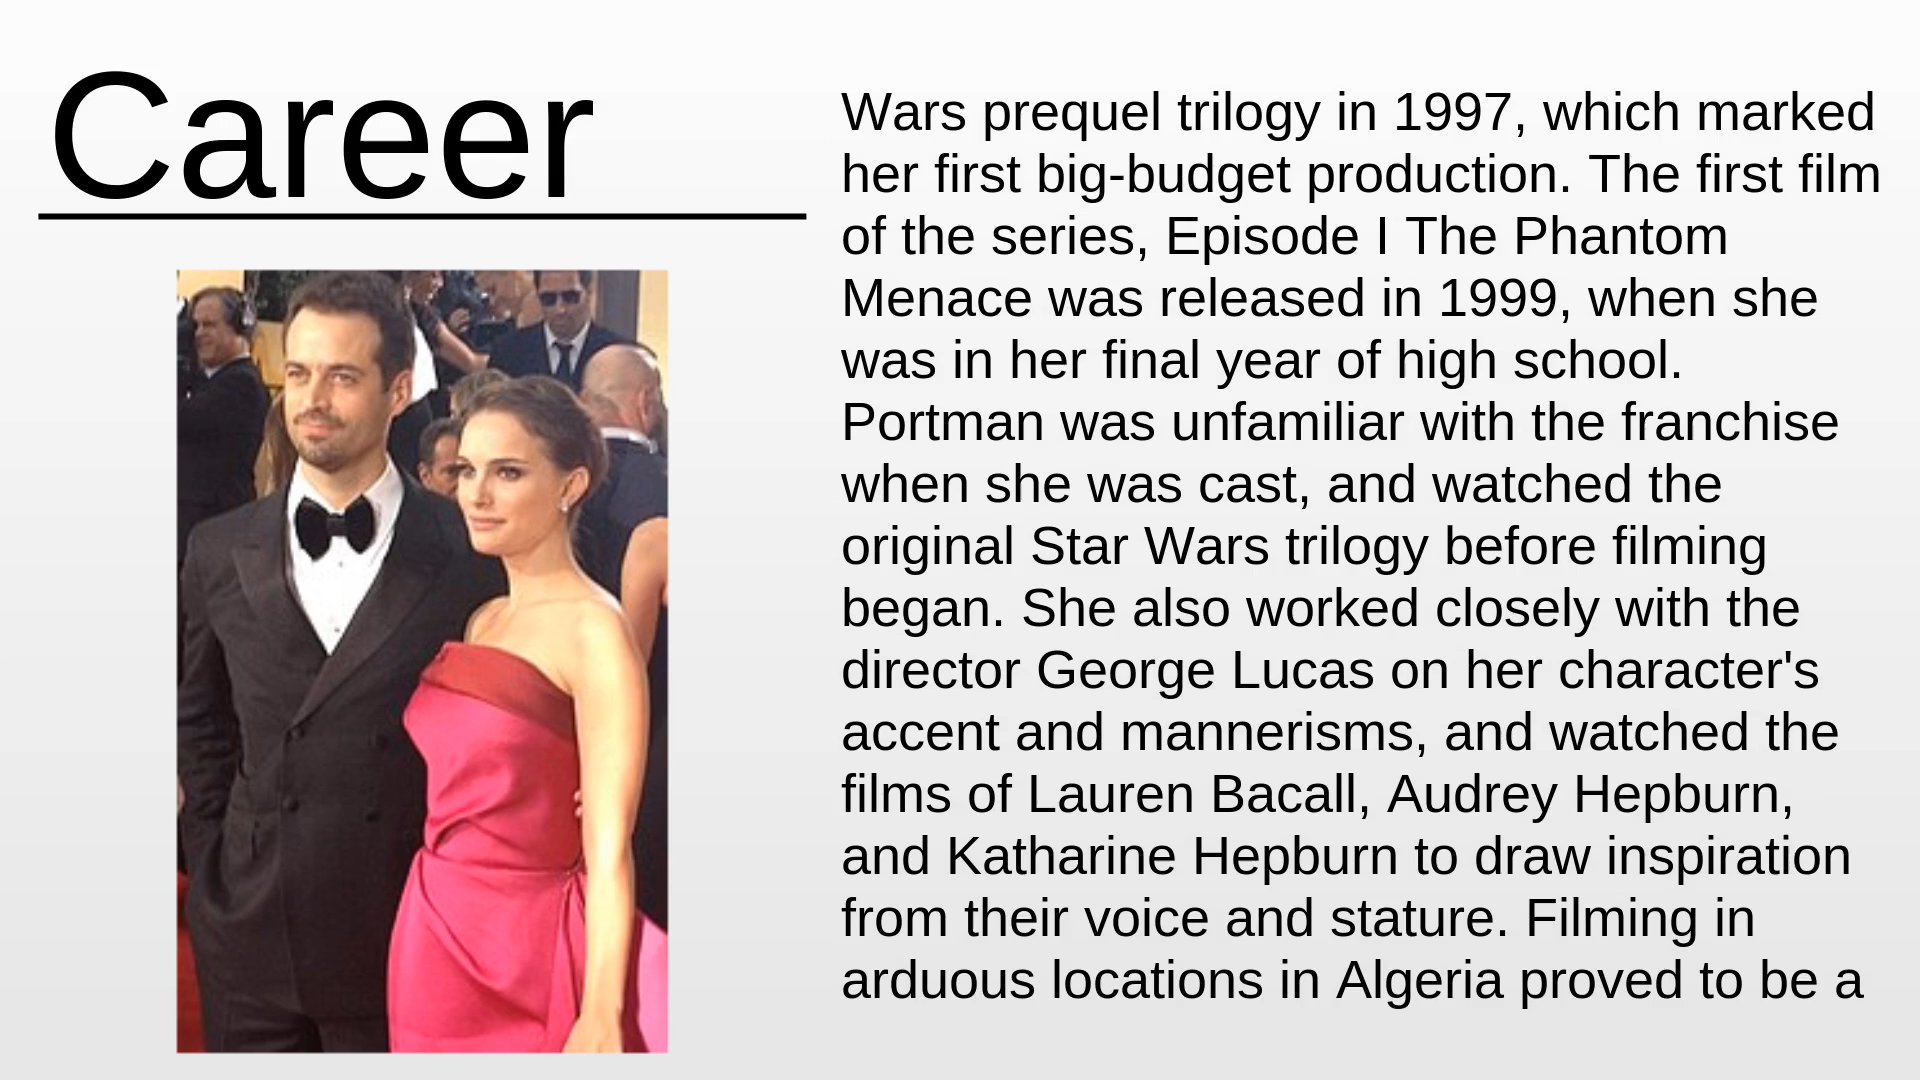 Career
Wars prequel trilogy in 1997, which marked
her first big-budget production. The first film
of the series, Episode I The Phantom
Menace was released in 1999, when she
was in her final year of high school.
Portman was unfamiliar with the franchise
when she was cast, and watched the
original Star Wars trilogy before filming
began. She also worked closely with the
director George Lucas on her character's
accent and mannerisms, and watched the
films of Lauren Bacall, Audrey Hepburn,
and Katharine Hepburn to draw inspiration
from their voice and stature. Filming in
arduous locations in Algeria proved to be a